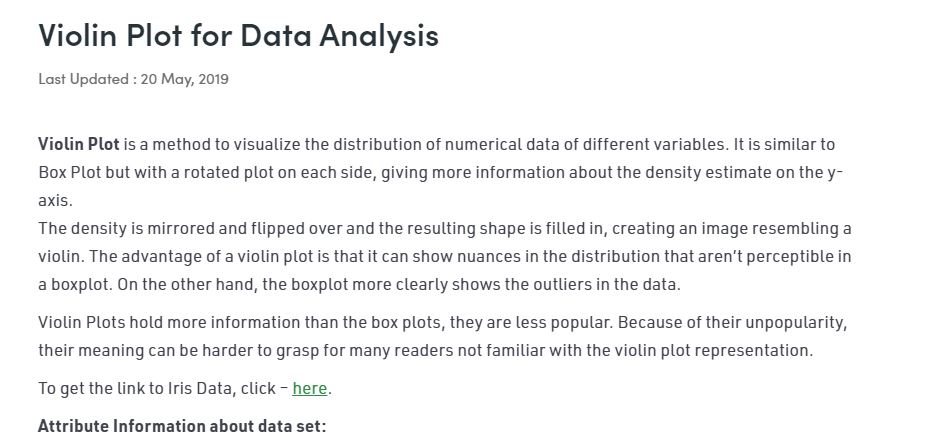 Violin Plot for Data Analysis
Last Updated : 20 May, 2019
Violin Plot is a method to visualize the distribution of numerical data of different variables. It is similar to
Box Plot but with a rotated plot on each side, giving more information about the density estimate on the y-
axis.
The density is mirrored and flipped over and the resulting shape is filled in, creating an image resembling a
violin. The advantage of a violin plot is that it can show nuances in the distribution that aren’t perceptible in
a boxplot. On the other hand, the boxplot more clearly shows the outliers in the data.
Violin Plots hold more information than the box plots, they are less popular. Because of their unpopularity,
their meaning can be harder to grasp for many readers not familiar with the violin plot representation.
To get the link to Iris Data, click – here.
Attribute Information about data set: